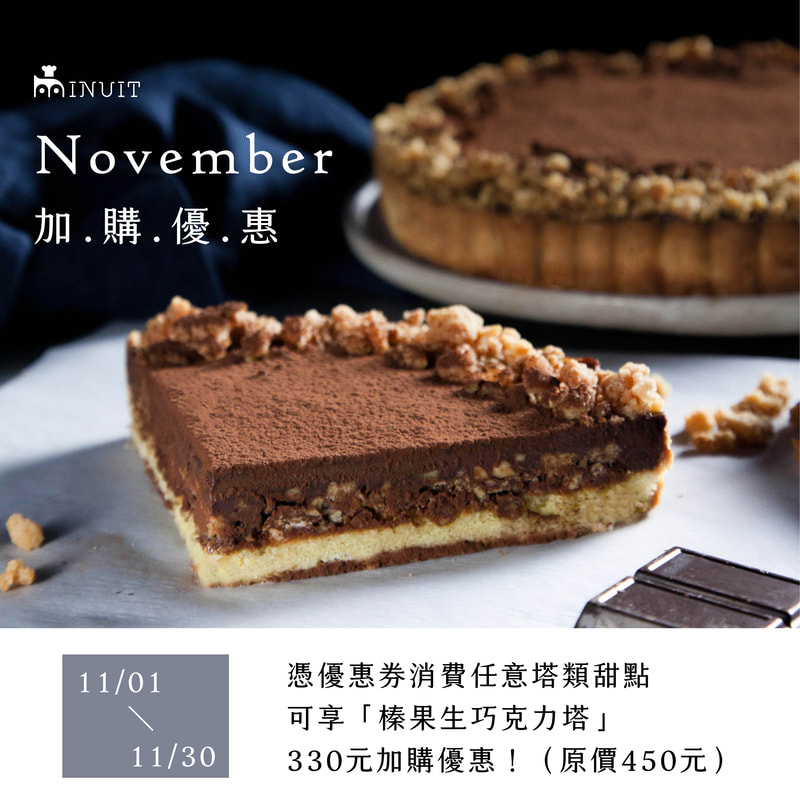 MINUIT
November
加.購.優.惠
11/01
\
11/30
憑優惠券消費任意塔類甜點
可享「榛果生巧克力塔」
330元加購優惠！（原價450元）